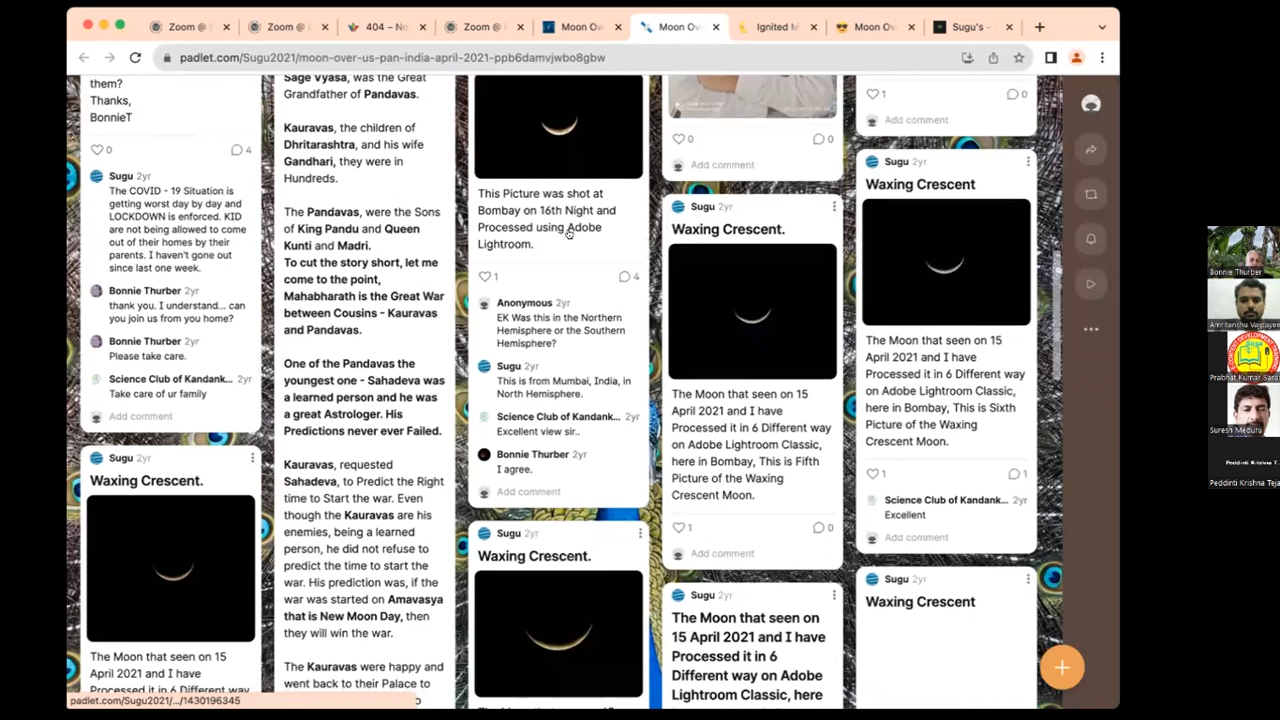 Zoom @
Zoom @
404 – No
Zoom @
Moon Ov
Moon Ov
Ignited M
Moon Ov
Sugu's -
padlet.com/Sugu2021/moon-over-us-pan-india-april-2021-ppb6damvjwbo8gbw
them?
Thanks,
BonnieT
0
4
Sugu 2yr
The COVID - 19 Situation is
getting worst day by day and
LOCKDOWN is enforced. KID
are not being allowed to
come out of their homes by their
parents. I haven't gone out
since last one week.
Bonnie Thurber 2yr
thank you. I understand... can
you join us from you home?
Bonnie Thurber 2yr
Please take care.
Science Club of Kandank... 2yr
Take care of ur family
Add comment
Sugu 2yr
Waxing Crescent.
The Moon that seen on 15
April 2021 and I have
Processed it in 6 Different way
Sage Vyasa, was the Great
Grandfather of Pandavas.
Kauravas, the children of
Dhritarashtra, and his wife
Gandhari, they were in
Hundreds.
The Pandavas, were the Sons
of King Pandu and Queen
Kunti and Madri.
To cut the story short, let me
come to the point,
Mahabharath is the Great War
between Cousins - Kauravas
and Pandavas.
One of the Pandavas the
youngest one - Sahadeva was
a learned person and he was
a great Astrologer. His
Predictions never ever Failed.
Kauravas, requested
Sahadeva, to Predict the Right
time to Start the war. Even
though the Kauravas are his
enemies, being a learned
person, he did not refuse to
predict the time to start the
war. His prediction was, if the
war was started on Amavasya
that is New Moon Day, then
they will win the war.
The Kauravas were happy and
went back to their Palace to
This Picture was shot at
Bombay on 16th Night and
Processed using Adobe
Lightroom.
1
4
Anonymous 2yr
EK Was this in the Northern
Hemisphere or the Southern
Hemisphere?
Sugu 2yr
This is from Mumbai, India, in
North Hemisphere.
Science Club of Kandank... 2yr
Excellent view sir..
Bonnie Thurber 2yr
I agree.
Add comment
Sugu 2yr
Waxing Crescent.
0
0
Add comment
Sugu 2yr
Waxing Crescent.
The Moon that seen on 15
April 2021 and I have
Processed it in 6 Different way
on Adobe Lightroom Classic,
here in Bombay, This is Fifth
Picture of the Waxing
Crescent Moon.
1
0
Add comment
Sugu 2yr
The Moon that seen on
15 April 2021 and I have
Processed it in 6
Different way on Adobe
Lightroom Classic, here
1
0
Add comment
Sugu 2yr
Waxing Crescent
The Moon that seen on 15
April 2021 and I have
Processed it in 6 Different way
on Adobe Lightroom Classic,
here in Bombay, This is Sixth
Picture of the Waxing
Crescent Moon.
1
1
Science Club of Kandank... 2yr
Excellent
Add comment
Sugu 2yr
Waxing Crescent
padlet.com/Sugu2021/.../1430196345
Bonnie Thurber
Amritanshu Vajpayee
Prabhat Kumar Saras
Suresh Meduru
Peddinti Krishna T...
Peddinti Krishna Teja